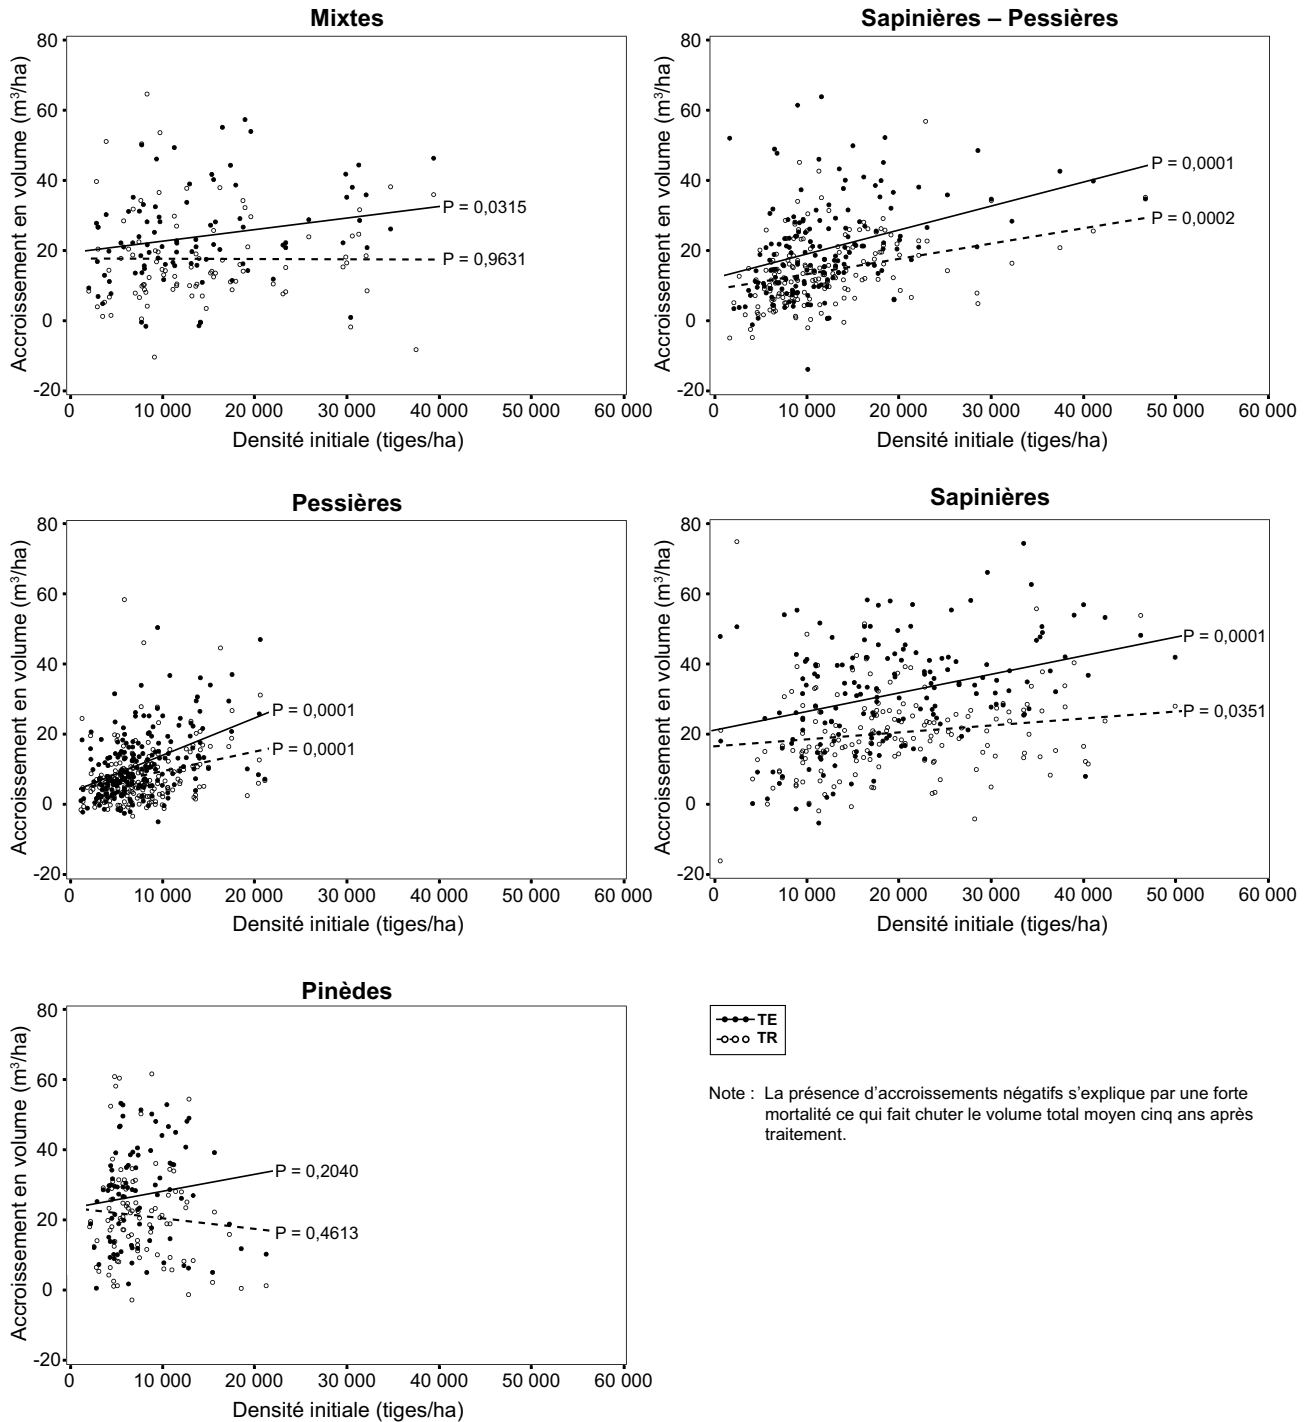 Mixtes
Accroissement en volume (m³/ha)
80
60
40
20
0
-20
P = 0,0315
P = 0,9631
0 10 000 20 000 30 000 40 000 50 000 60 000
Densité initiale (tiges/ha)
Sapinières – Pessières
Accroissement en volume (m³/ha)
80
60
40
20
0
-20
P = 0,0001
P = 0,0002
0 10 000 20 000 30 000 40 000 50 000 60 000
Densité initiale (tiges/ha)
Pessières
Accroissement en volume (m³/ha)
80
60
40
20
0
-20
P = 0,0001
P = 0,0001
0 10 000 20 000 30 000 40 000 50 000 60 000
Densité initiale (tiges/ha)
Sapinières
Accroissement en volume (m³/ha)
80
60
40
20
0
-20
P = 0,0001
P = 0,0351
0 10 000 20 000 30 000 40 000 50 000 60 000
Densité initiale (tiges/ha)
Pinèdes
Accroissement en volume (m³/ha)
80
60
40
20
0
-20
P = 0,2040
P = 0,4613
0 10 000 20 000 30 000 40 000 50 000 60 000
Densité initiale (tiges/ha)
TE
TR
Note : La présence d'accroissements négatifs s'explique par une forte
mortalité ce qui fait chuter le volume total moyen cinq ans après
traitement.